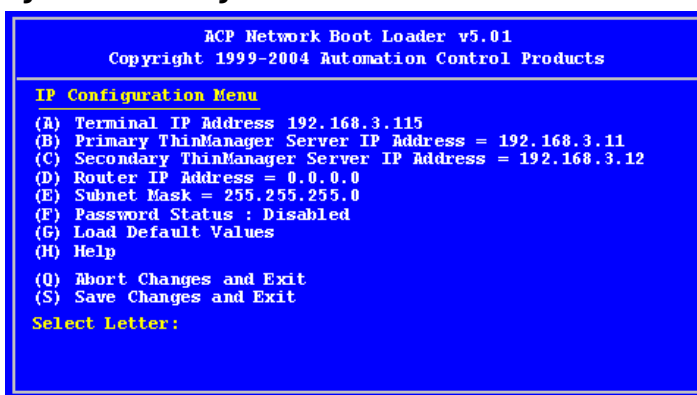 ACP Network Boot Loader v5.01
Copyright 1999-2004 Automation Control Products
IP Configuration Menu
(A) Terminal IP Address 192.168.3.115
(B) Primary ThinManager Server IP Address = 192.168.3.11
(C) Secondary ThinManager Server IP Address = 192.168.3.12
(D) Router IP Address = 0.0.0.0
(E) Subnet Mask = 255.255.255.0
(F) Password Status : Disabled
(G) Load Default Values
(H) Help
(Q) Abort Changes and Exit
(S) Save Changes and Exit
Select Letter: